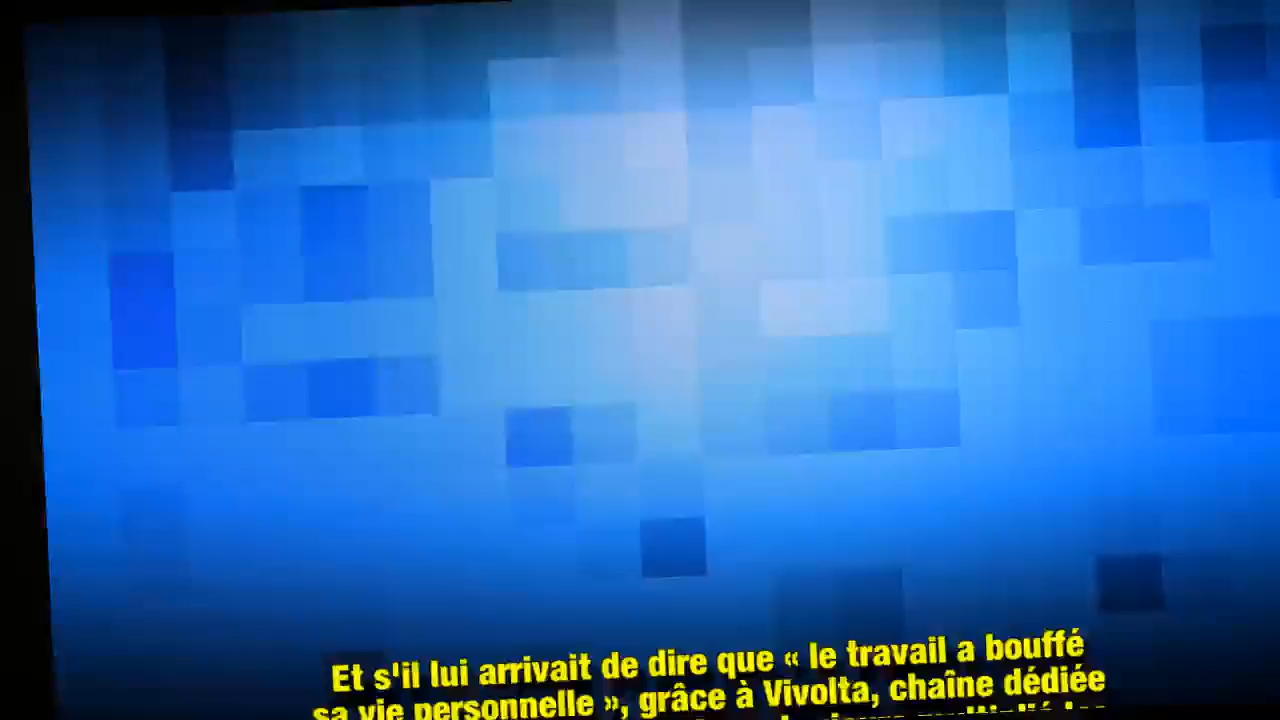 Et s'il lui arrivait de dire que « le travail a bouffé
sa vie personnelle », grâce à Vivolta, chaîne dédiée